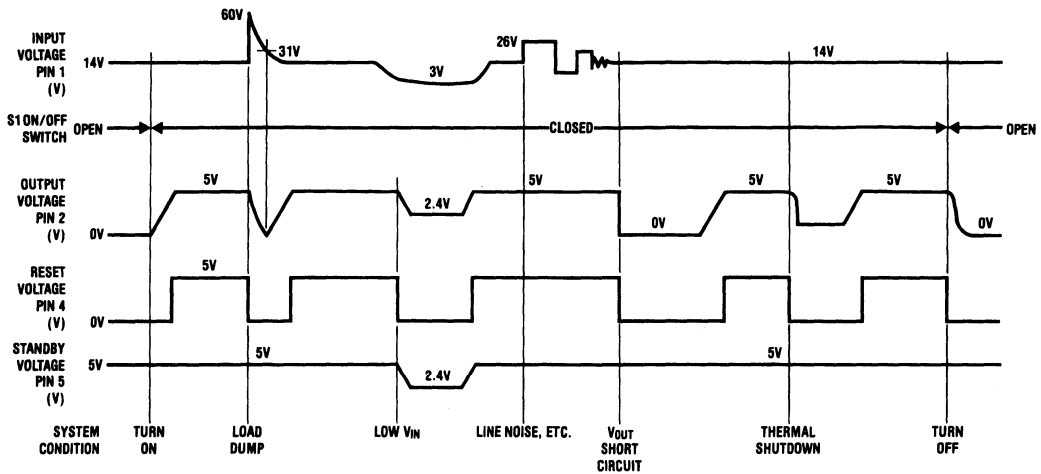 60V
INPUT
VOLTAGE
PIN 1
(V)
14V
31V
3V
26V
14V
S1 ON/OFF
SWITCH
OPEN
CLOSED
OPEN
OUTPUT
VOLTAGE
PIN 2
(V)
0V
5V
2.4V
5V
0V
5V
5V
0V
RESET
VOLTAGE
PIN 4
(V)
0V
5V
STANDBY
VOLTAGE
PIN 5
(V)
5V
5V
2.4V
5V
SYSTEM
CONDITION
TURN
ON
LOAD
DUMP
LOW VIN
LINE NOISE, ETC.
VOUT
SHORT
CIRCUIT
THERMAL
SHUTDOWN
TURN
OFF